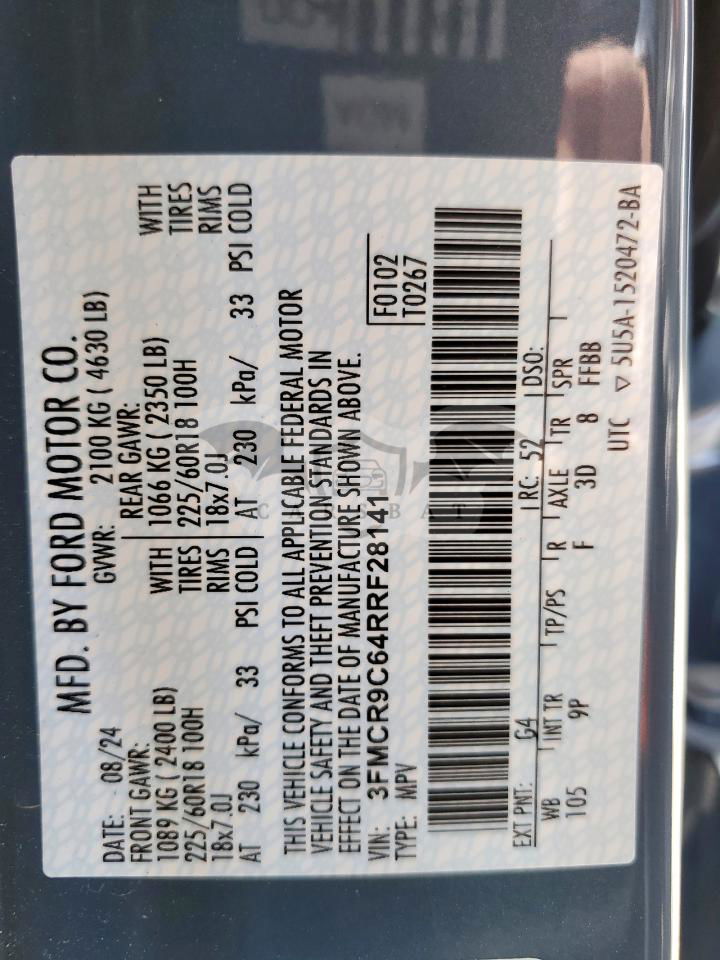 MFD. BY FORD MOTOR CO.
DATE: 08/24 GVWR: 2100 KG ( 4630 LB)
FRONT GAWR: REAR GAWR:
1089 KG ( 2400 LB) WITH 1066 KG ( 2350 LB) WITH
225/60R18 100H TIRES 225/60R18 100H TIRES
18x7.0J RIMS 18x7.0J RIMS
AT 230 kPa/ 33 PSI COLD AT 230 kPa/ 33 PSI COLD
THIS VEHICLE CONFORMS TO ALL APPLICABLE FEDERAL MOTOR
VEHICLE SAFETY AND THEFT PREVENTION STANDARDS IN
EFFECT ON THE DATE OF MANUFACTURE SHOWN ABOVE.
VIN: 3FMCR9C64RRF28141 F0102
TYPE: MPV T0267
EXT PNT: G4 RC: 52 DSO:
WB INT TR TP/PS R AXLE TR SPR
105 9P F 3D 8 FFBB
UTC ▽ 5U5A-1520472-BA